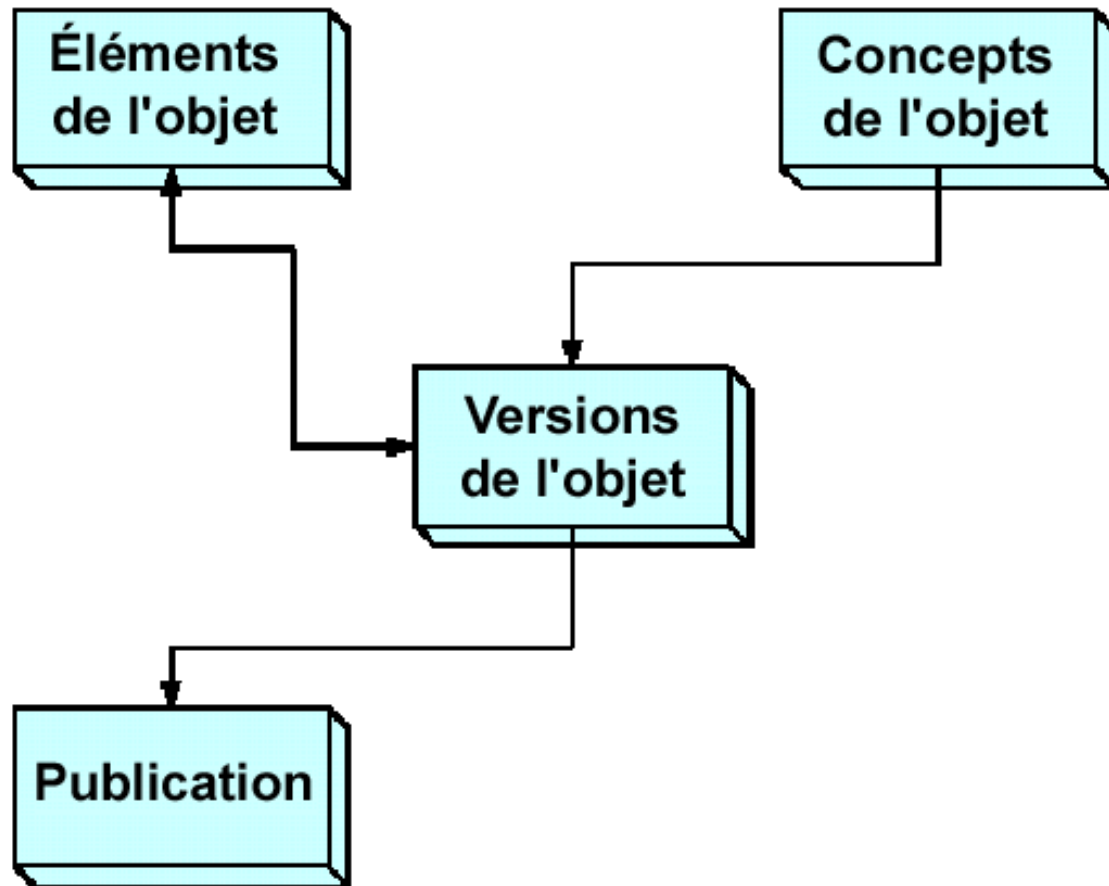 Éléments
de l'objet
Concepts
de l'objet
Versions
de l'objet
Publication